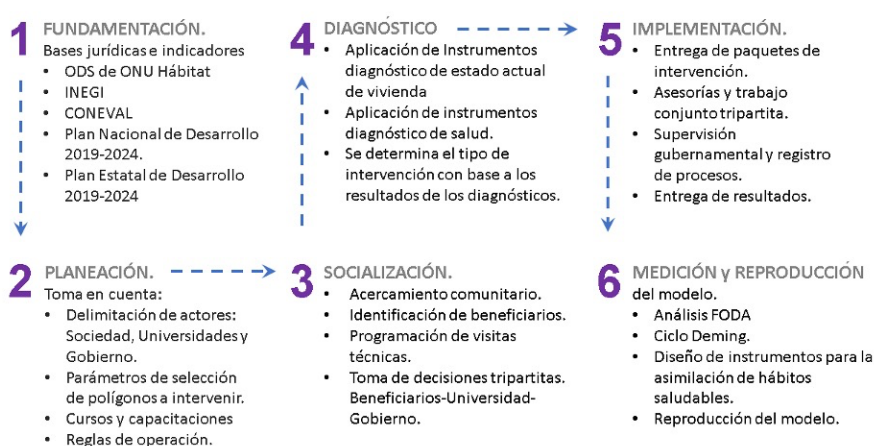 1 FUNDAMENTACIÓN.
Bases jurídicas e indicadores
• ODS de ONU Hábitat
• INEGI
• CONEVAL
• Plan Nacional de Desarrollo
2019-2024.
• Plan Estatal de Desarrollo
2019-2024
2 PLANEACIÓN.
Toma en cuenta:
• Delimitación de actores:
Sociedad, Universidades y
Gobierno.
• Parámetros de selección
de polígonos a intervenir.
• Cursos y capacitaciones
• Reglas de operación.
3 SOCIALIZACIÓN.
• Acercamiento comunitario.
• Identificación de beneficiarios.
• Programación de visitas
técnicas.
• Toma de decisiones tripartitas.
Beneficiarios-Universidad-
Gobierno.
4 DIAGNÓSTICO
• Aplicación de Instrumentos
diagnóstico de estado actual
de vivienda
• Aplicación de instrumentos
diagnóstico de salud.
• Se determina el tipo de
intervención con base a los
resultados de los diagnósticos.
5 IMPLEMENTACIÓN.
• Entrega de paquetes de
intervención.
• Asesorías y trabajo
conjunto tripartita.
• Supervisión
gubernamental y registro
de procesos.
• Entrega de resultados.
6 MEDICIÓN y REPRODUCCIÓN
del modelo.
• Análisis FODA
• Ciclo Deming.
• Diseño de instrumentos para la
asimilación de hábitos
saludables.
• Reproducción del modelo.